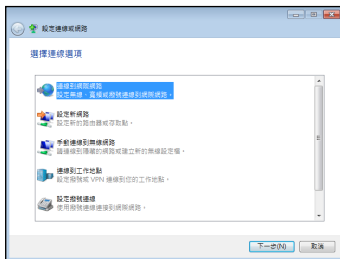 設定連線或網路
選擇連線選項
連線到網際網路
設定無線、寬頻或撥號連線到網際網路。
設定新網路
設定新的路由器或存取點。
手動連線到無線網路
請連線到隱藏的網路或建立新的無線設定檔。
連線到工作地點
設定撥號或 VPN 連線到您的工作地點。
設定撥號連線
使用撥號連線連接到網際網路。
下一步(N)
取消